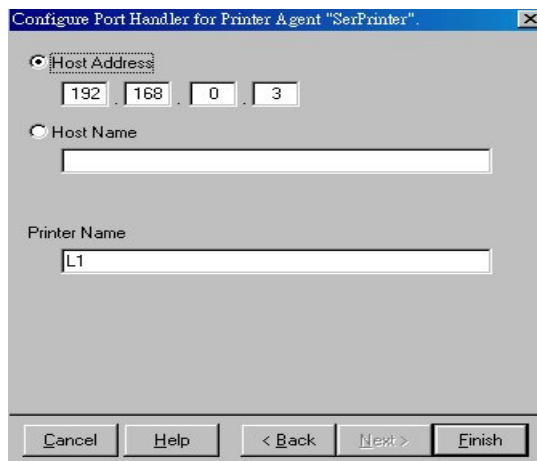 Configure Port Handler for Printer Agent "SerPrinter".
Host Address
192 . 168 . 0 . 3
Host Name
Printer Name
L1
Cancel Help < Back Next > Finish